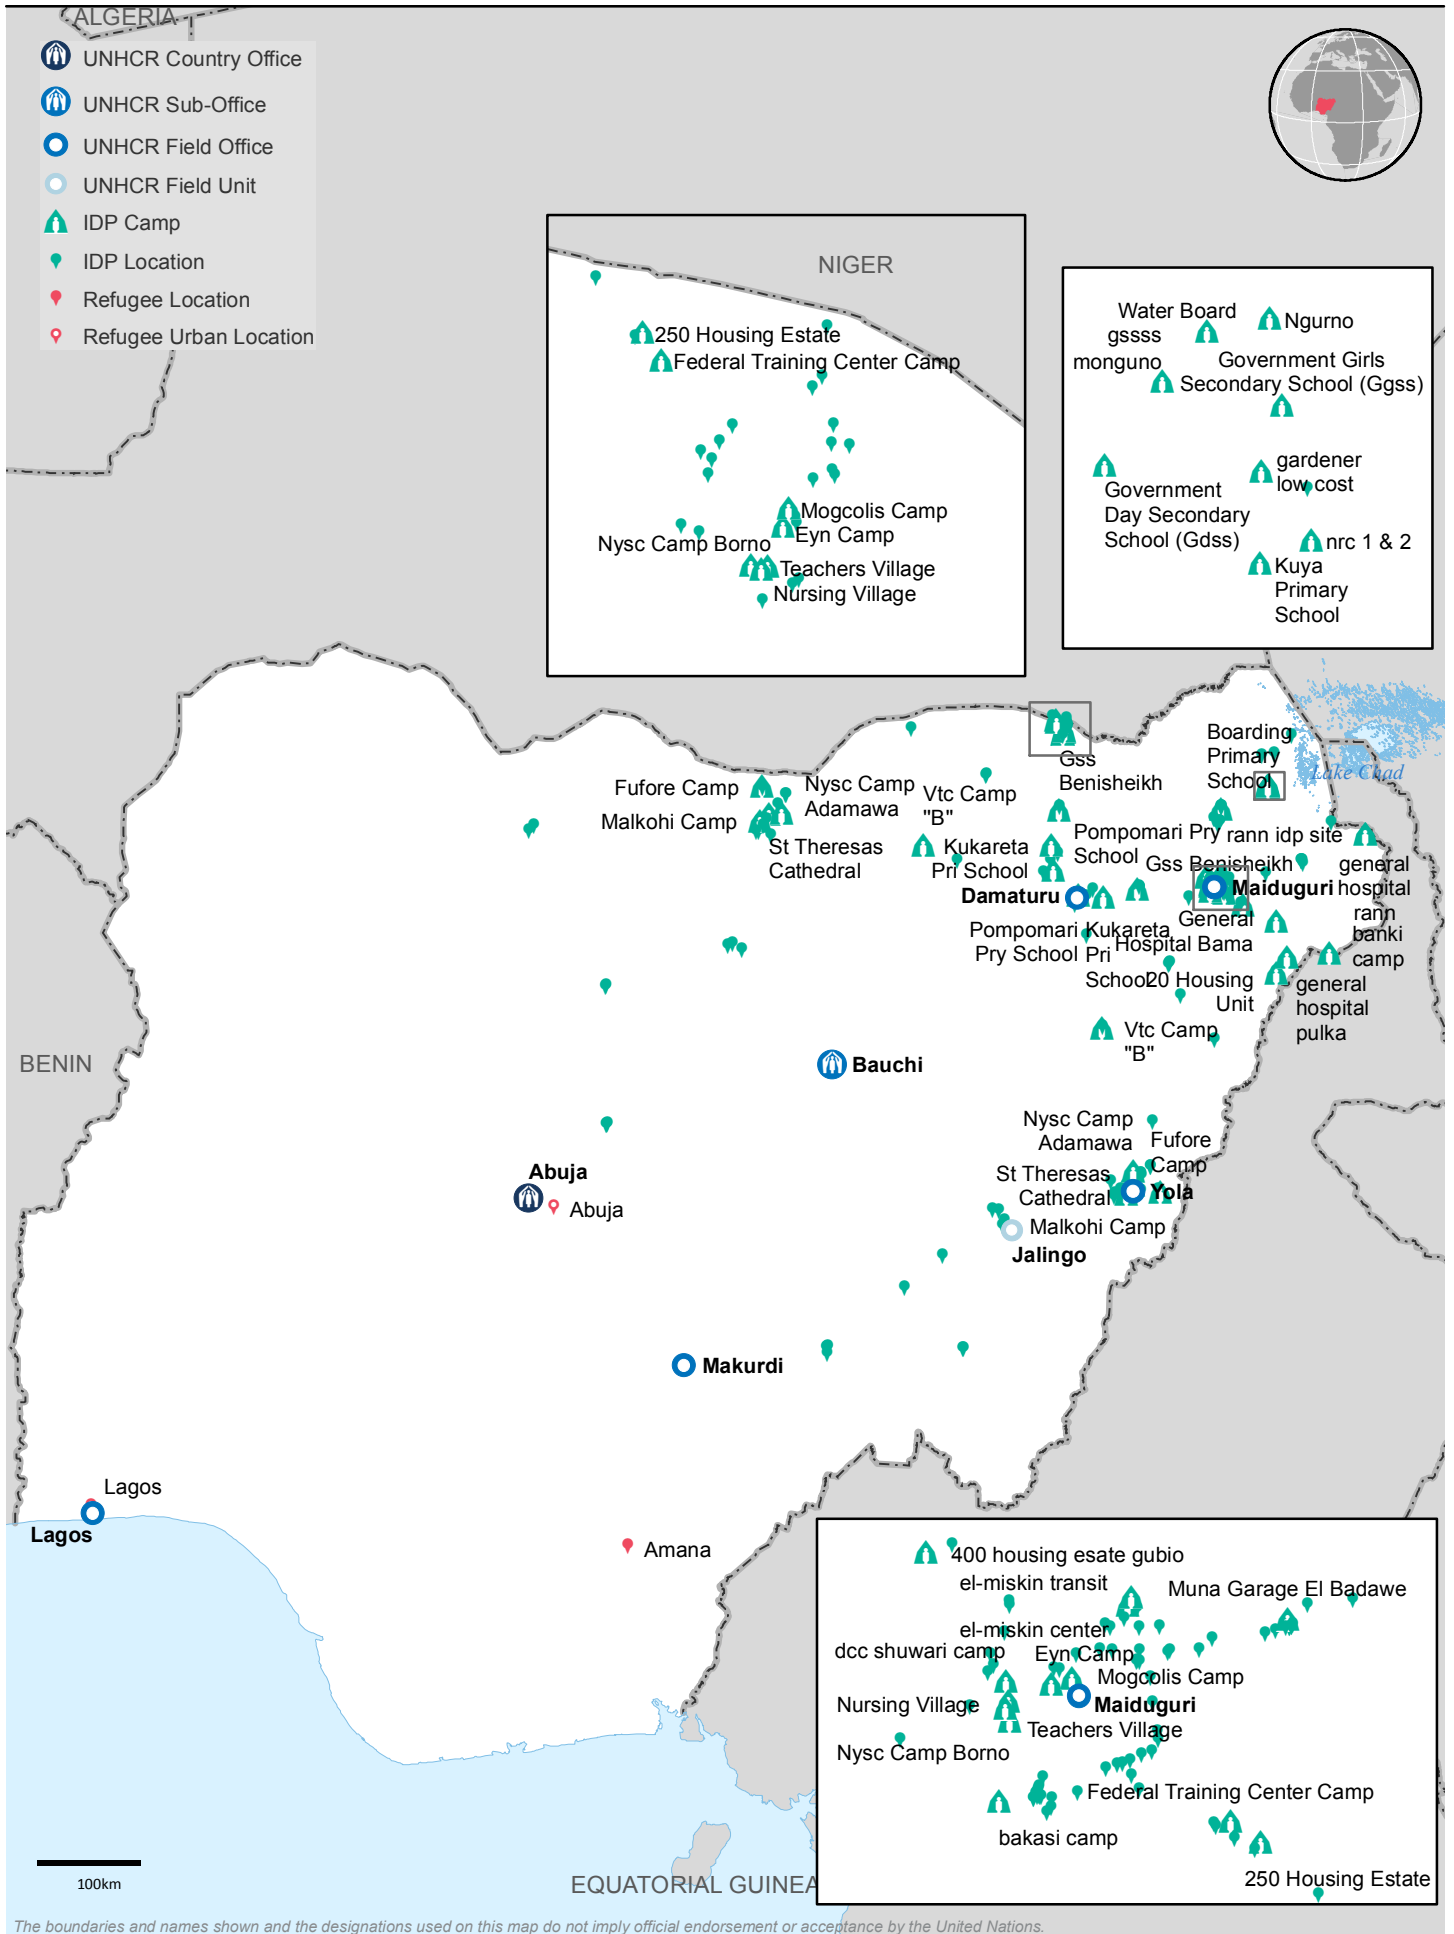 ALGERIA
UNHCR Country Office
UNHCR Sub-Office
UNHCR Field Office
UNHCR Field Unit
IDP Camp
IDP Location
Refugee Location
Refugee Urban Location
NIGER
250 Housing Estate
Federal Training Center Camp
Mogcolis Camp
Eyn Camp
Nysc Camp Borno
Teachers Village
Nursing Village
Water Board
gssss
monguno
Ngurno
Government Girls
Secondary School (Ggss)
gardener
low cost
Government
Day Secondary
School (Gdss)
nrc 1 & 2
Kuya
Primary
School
Boarding
Primary
School
Lake Chad
Gss
Benisheikh
Fufore Camp
Nysc Camp
Adamawa
Malkohi Camp
St Theresas
Cathedral
Vtc Camp
"B"
Kukareta
Pri School
Pompomari Pry
School
rann idp site
Gss Benisheikh
general
hospital
rann
Damaturu
Maiduguri
Pompomari
Pry School
Kukareta
Pri
School
General
Hospital Bama
banki
camp
20 Housing
Unit
general
hospital
pulka
Vtc Camp
"B"
BENIN
Bauchi
Nysc Camp
Adamawa
Fufore
Camp
St Theresas
Cathedral
Yola
Abuja
Abuja
Malkohi Camp
Jalingo
Makurdi
Lagos
Lagos
Amana
400 housing esate gubio
el-miskin transit
Muna Garage El Badawe
el-miskin center
dcc shuwari camp
Eyn Camp
Mogcolis Camp
Nursing Village
Maiduguri
Teachers Village
Nysc Camp Borno
Federal Training Center Camp
bakasi camp
250 Housing Estate
100km
EQUATORIAL GUINEA
The boundaries and names shown and the designations used on this map do not imply official endorsement or acceptance by the United Nations.